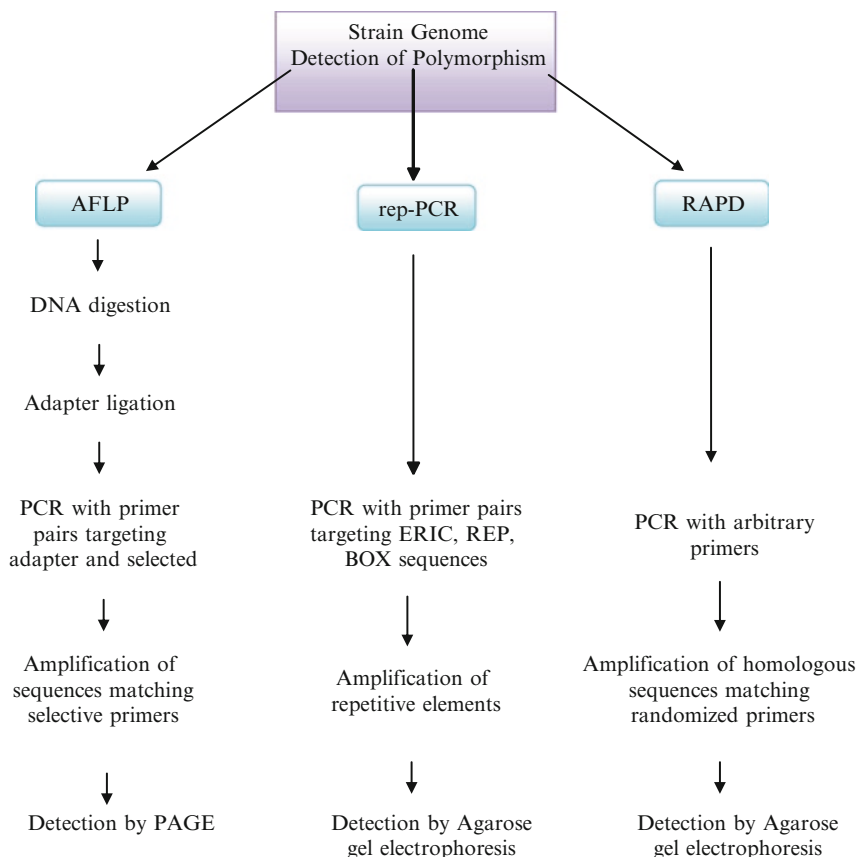 Strain Genome
Detection of Polymorphism
AFLP
DNA digestion
Adapter ligation
PCR with primer
pairs targeting
adapter and selected
Amplification of
sequences matching
selective primers
Detection by PAGE
rep-PCR
PCR with primer pairs
targeting ERIC, REP,
BOX sequences
Amplification of
repetitive elements
Detection by Agarose
gel electrophoresis
RAPD
PCR with arbitrary
primers
Amplification of homologous
sequences matching
randomized primers
Detection by Agarose
gel electrophoresis